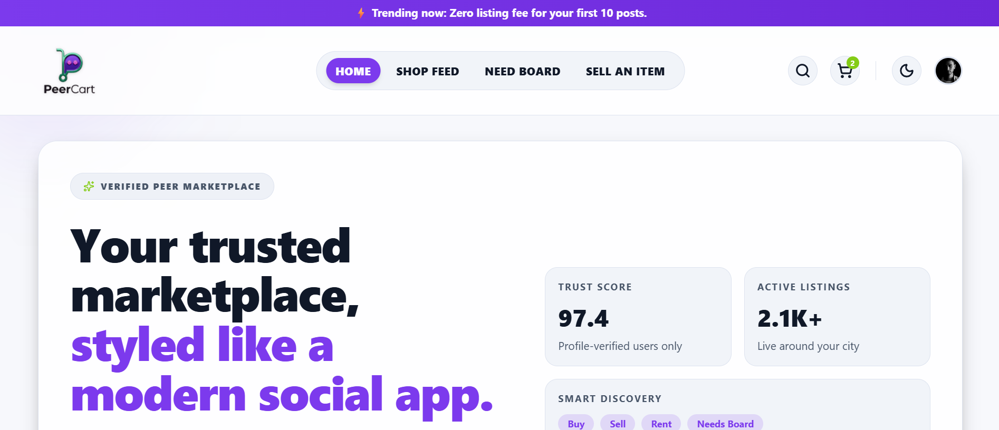 Trending now: Zero listing fee for your first 10 posts.
PeerCart
HOME SHOP FEED NEED BOARD SELL AN ITEM
2
VERIFIED PEER MARKETPLACE
Your trusted
marketplace,
styled like a
modern social app.
TRUST SCORE
97.4
Profile-verified users only
ACTIVE LISTINGS
2.1K+
Live around your city
SMART DISCOVERY
Buy Sell Rent Needs Board